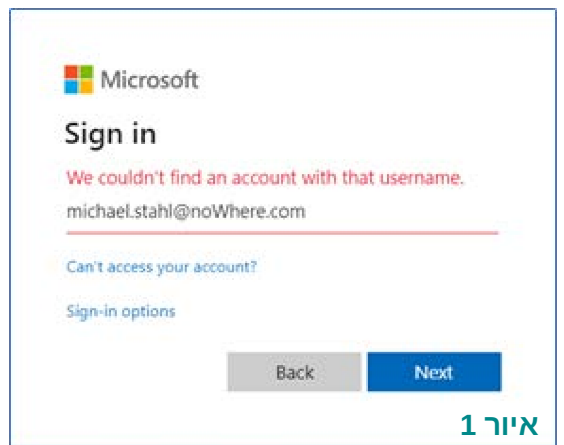 Microsoft
Sign in
We couldn't find an account with that username.
michael.stahl@noWhere.com
Can't access your account?
Sign-in options
Back
Next
איור 1